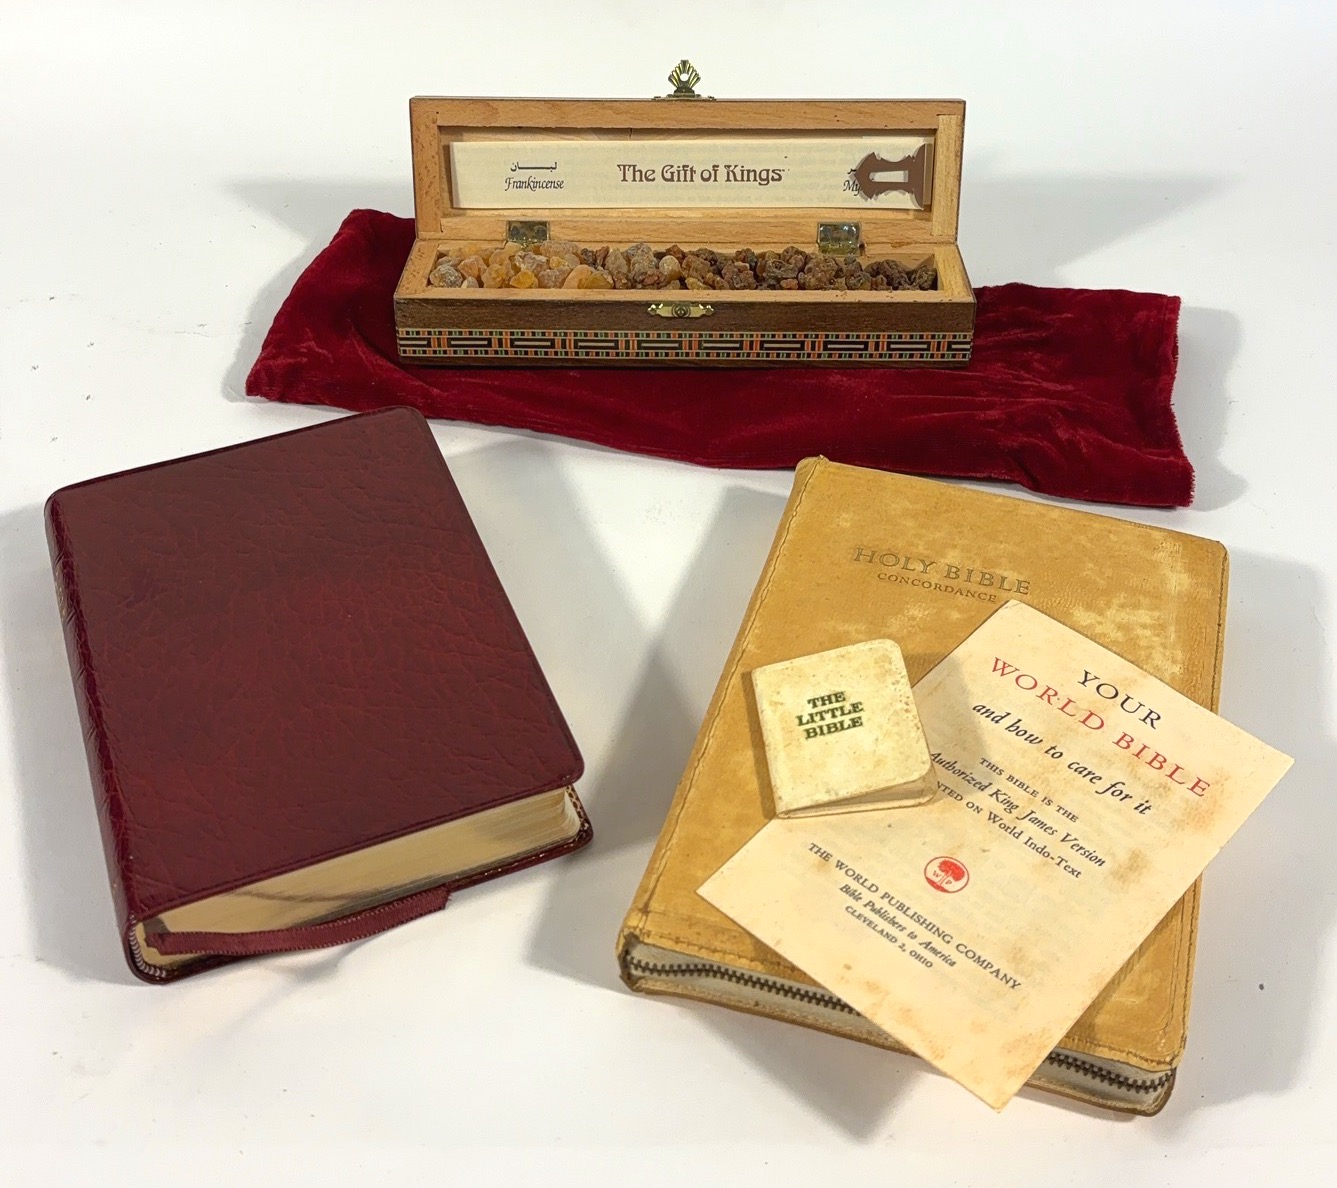 لبـــان
Frankincense
The Gift of Kings
HOLY BIBLE
CONCORDANCE
THE
LITTLE
BIBLE
YOUR
WORLD BIBLE
and how to care for it
THIS BIBLE IS THE
Authorized King James Version
ON World Indo-Text
W P
THE WORLD PUBLISHING COMPANY
Bible Publishers to America
CLEVELAND 2, OHIO